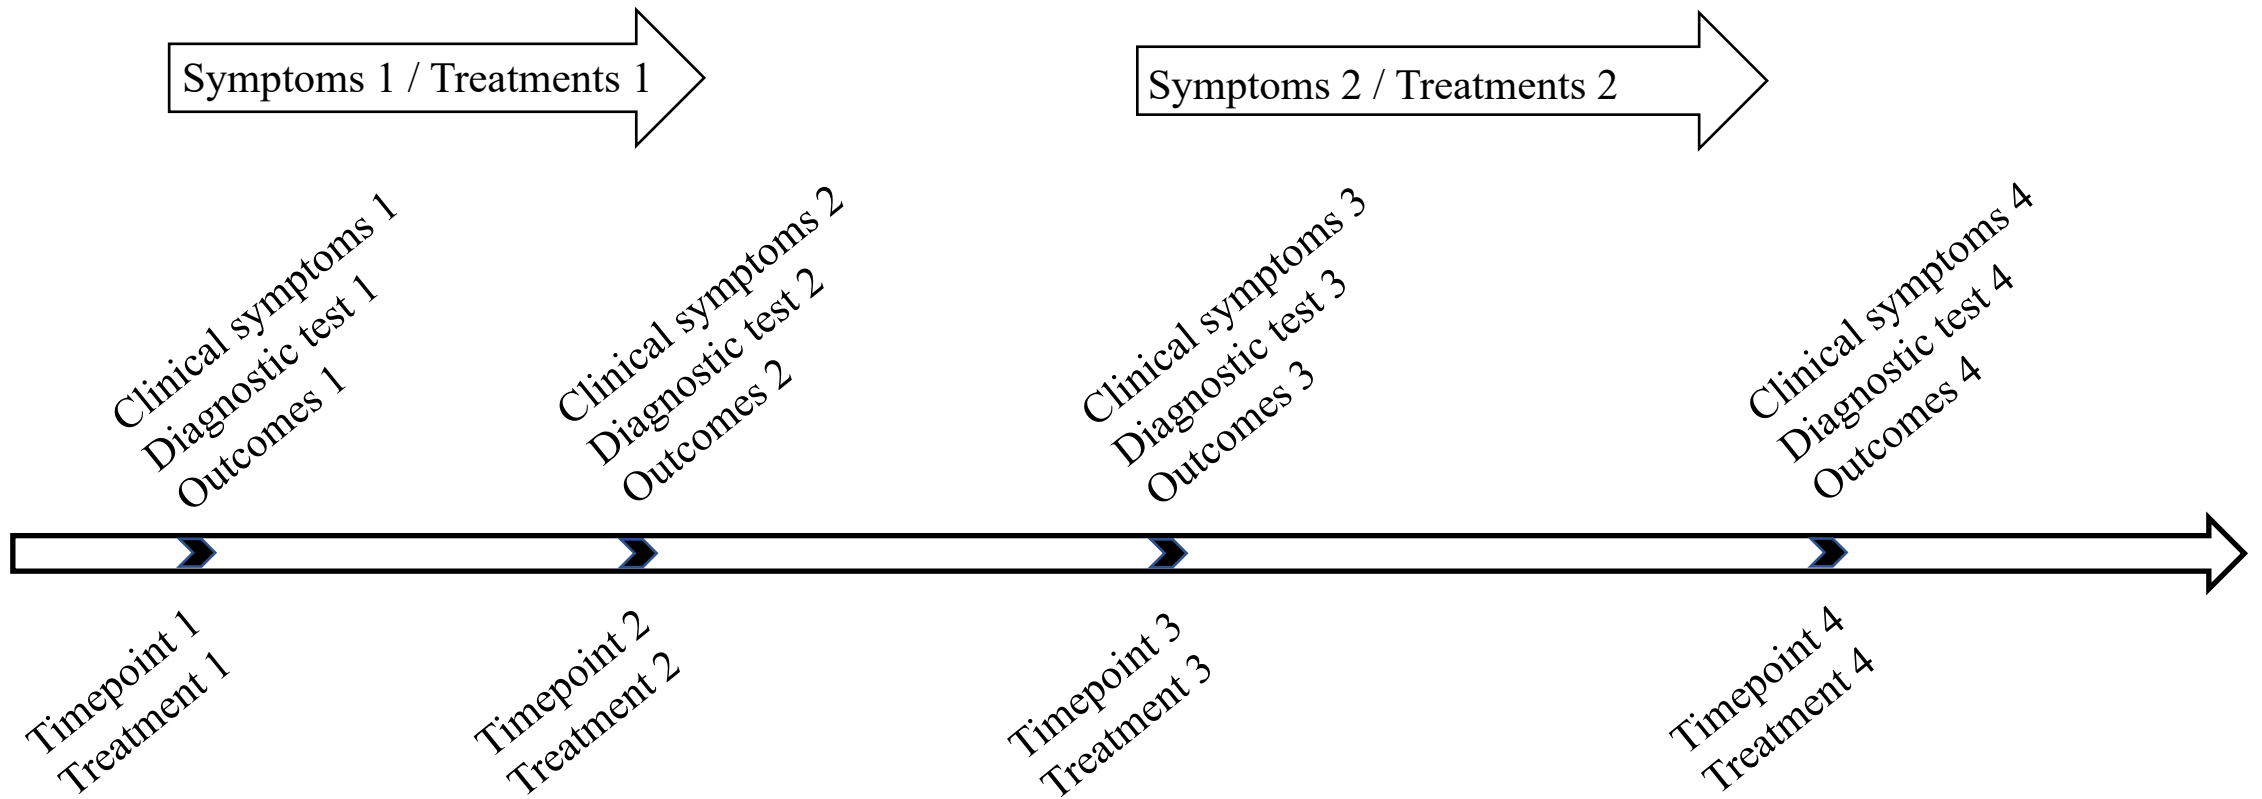 Symptoms 1 / Treatments 1
Symptoms 2 / Treatments 2
Clinical symptoms 1
Diagnostic test 1
Outcomes 1
Clinical symptoms 2
Diagnostic test 2
Outcomes 2
Clinical symptoms 3
Diagnostic test 3
Outcomes 3
Clinical symptoms 4
Diagnostic test 4
Outcomes 4
Timepoint 1
Treatment 1
Timepoint 2
Treatment 2
Timepoint 3
Treatment 3
Timepoint 4
Treatment 4